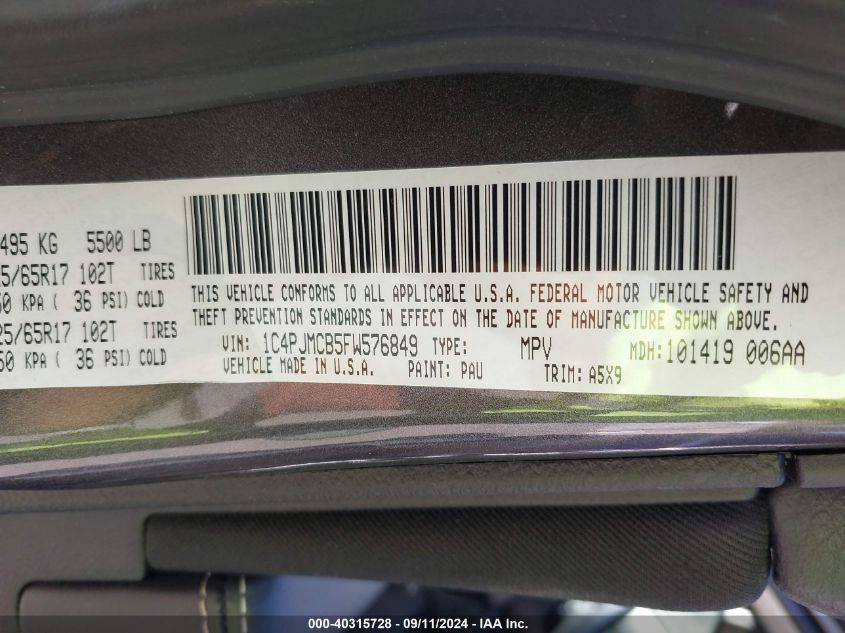 495 KG 5500 LB
5/65R17 102T TIRES
50 KPA ( 36 PSI) COLD
25/65R17 102T TIRES
50 KPA ( 36 PSI) COLD
THIS VEHICLE CONFORMS TO ALL APPLICABLE U.S.A. FEDERAL MOTOR VEHICLE SAFETY AND
THEFT PREVENTION STANDARDS IN EFFECT ON THE DATE OF MANUFACTURE SHOWN ABOVE.
VIN: 1C4PJMCB5FW576849 TYPE: MPV MDH: 101419 006AA
VEHICLE MADE IN U.S.A. PAINT: PAU TRIM: A5X9
000-40315728 - 09/11/2024 - IAA Inc.